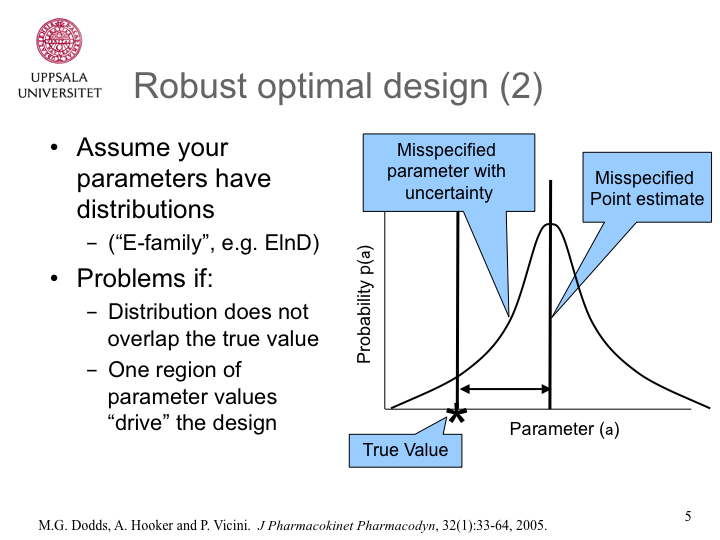 UPPSALA
UNIVERSITET
Robust optimal design (2)
• Assume your
parameters have
distributions
– (“E-family”, e.g. ElnD)
• Problems if:
– Distribution does not
overlap the true value
– One region of
parameter values
“drive” the design
Misspecified
parameter with
uncertainty
Misspecified
Point estimate
Probability p(a)
*
Parameter (a)
True Value
M.G. Dodds, A. Hooker and P. Vicini. J Pharmacokinet Pharmacodyn, 32(1):33-64, 2005.
5